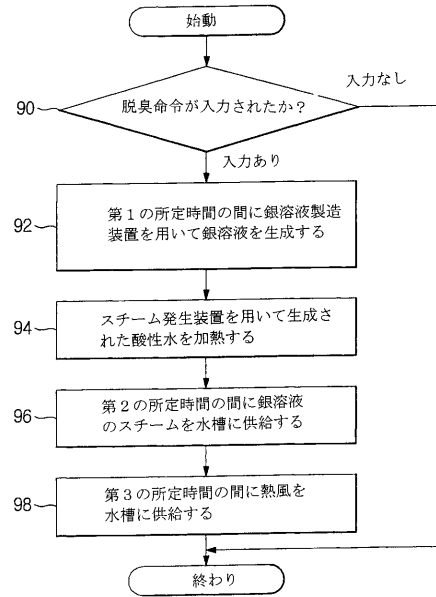 始動
入力なし
90
脱臭命令が入力されたか？
入力あり
92
第１の所定時間の間に銀溶液製造
装置を用いて銀溶液を生成する
94
スチーム発生装置を用いて生成さ
れた酸性水を加熱する
96
第２の所定時間の間に銀溶液
のスチームを水槽に供給する
98
第３の所定時間の間に熱風を
水槽に供給する
終わり